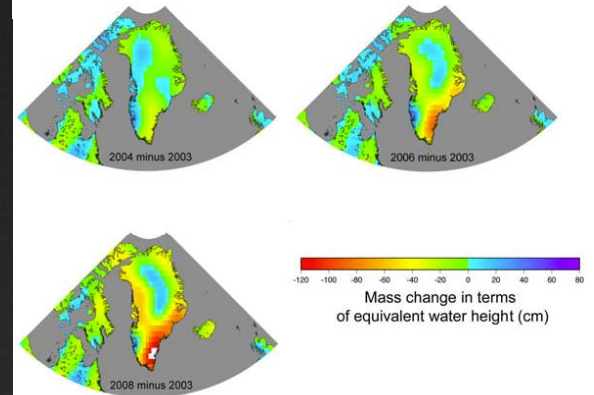 2004 minus 2003
2006 minus 2003
2008 minus 2003
-120 -100 -80 -60 -40 -20 0 20 40 60 80
Mass change in terms
of equivalent water height (cm)